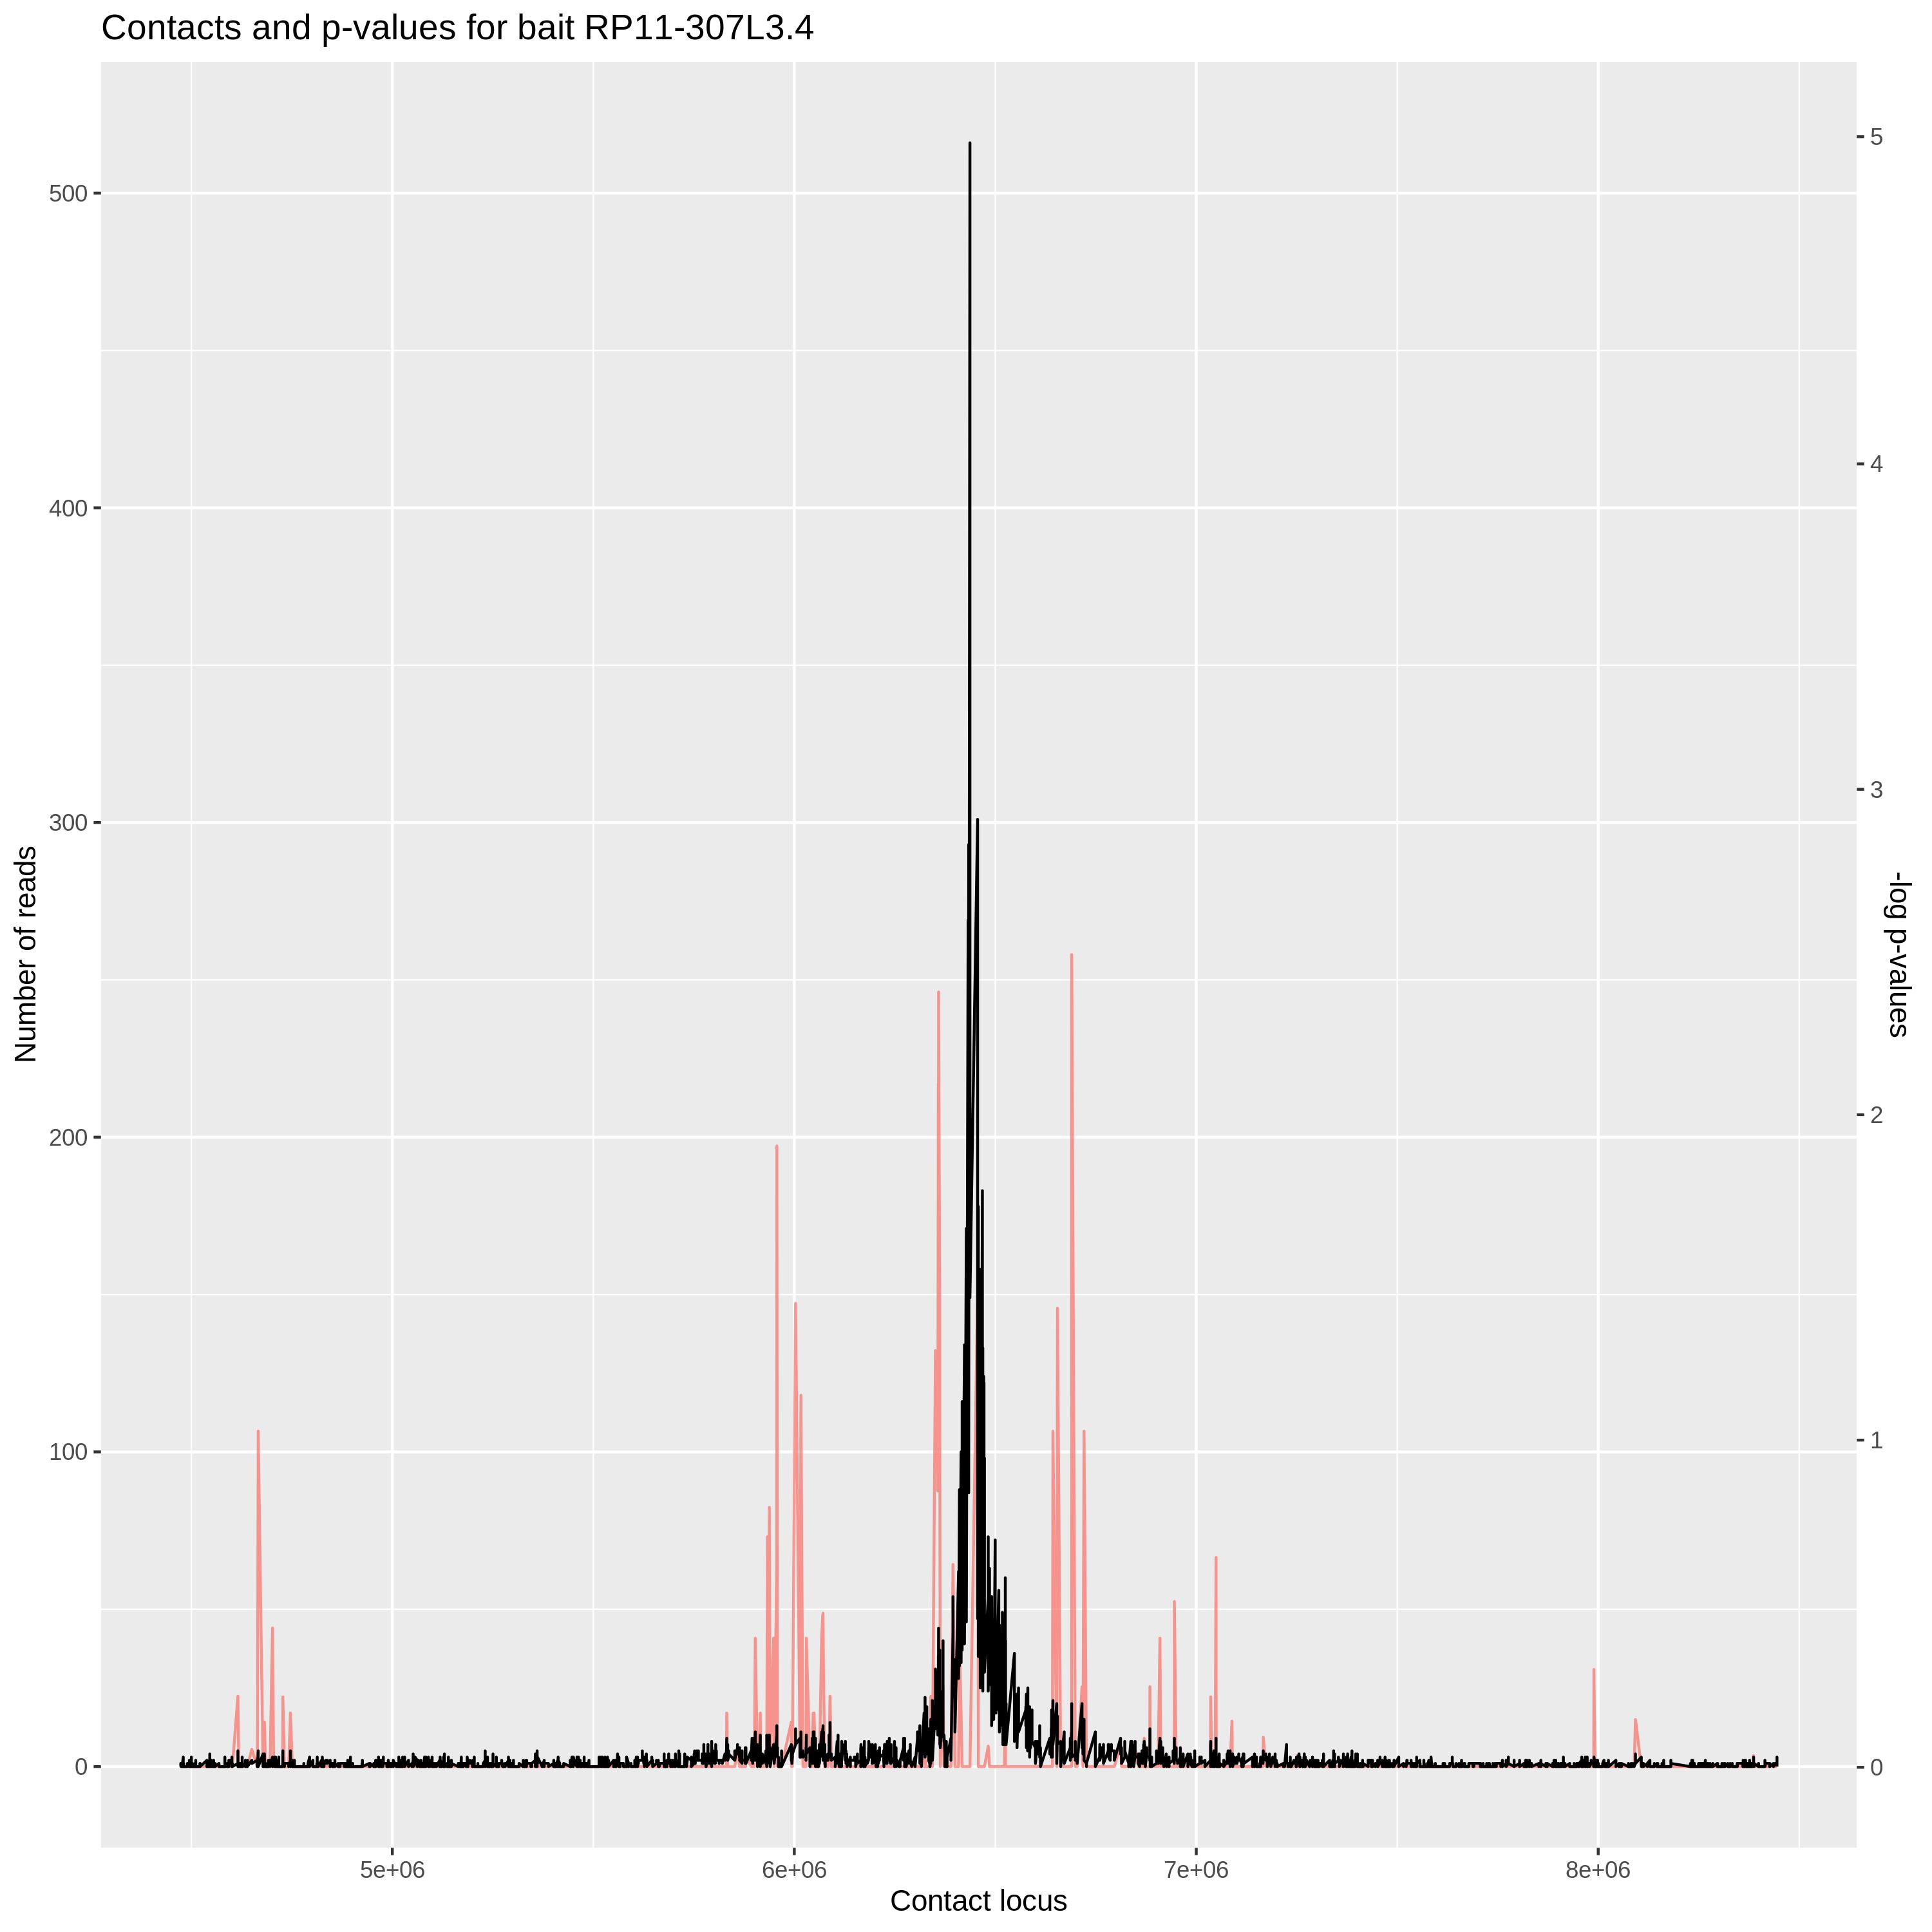 Contacts and p-values for bait RP11-307L3.4
500
400
300
200
100
0
Number of reads
5
4
3
2
1
0
-log p-values
5e+06
6e+06
7e+06
8e+06
Contact locus